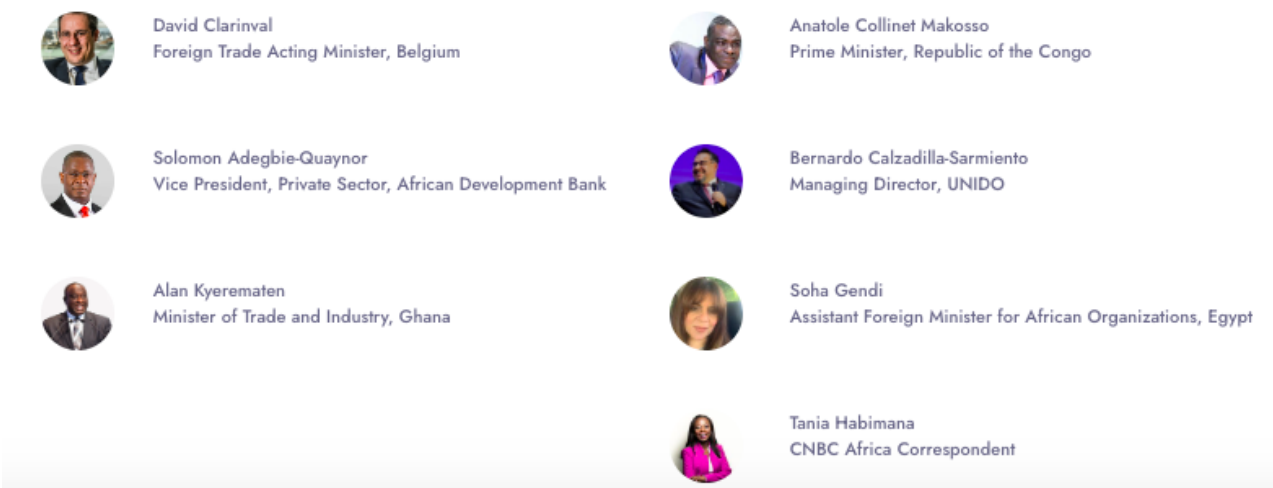 David Clarinval
Foreign Trade Acting Minister, Belgium
Anatole Collinet Makosso
Prime Minister, Republic of the Congo
Solomon Adegbie-Quaynor
Vice President, Private Sector, African Development Bank
Bernardo Calzadilla-Sarmiento
Managing Director, UNIDO
Alan Kyerematen
Minister of Trade and Industry, Ghana
Soha Gendi
Assistant Foreign Minister for African Organizations, Egypt
Tania Habimana
CNBC Africa Correspondent